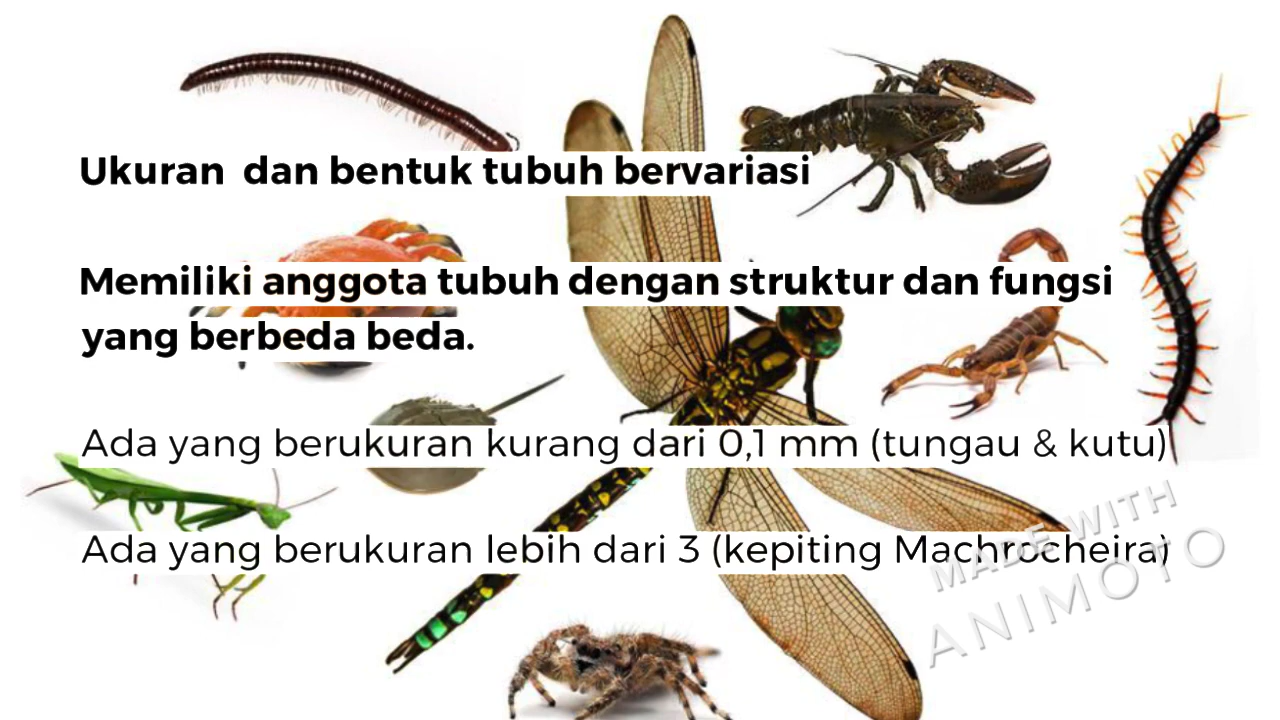 Ukuran  dan bentuk tubuh bervariasi
Memiliki anggota tubuh dengan struktur dan fungsi
yang berbeda beda.
Ada yang berukuran kurang dari 0,1 mm (tungau & kutu)
Ada yang berukuran lebih dari 3 (kepiting Machrocheira)
MADE WITH
ANIMOTO